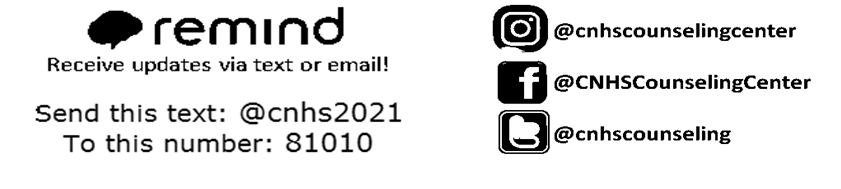 remind
Receive updates via text or email!
Send this text: @cnhs2021
To this number: 81010
@cnhscounselingcenter
@CNHSCounselingCenter
@cnhscounseling